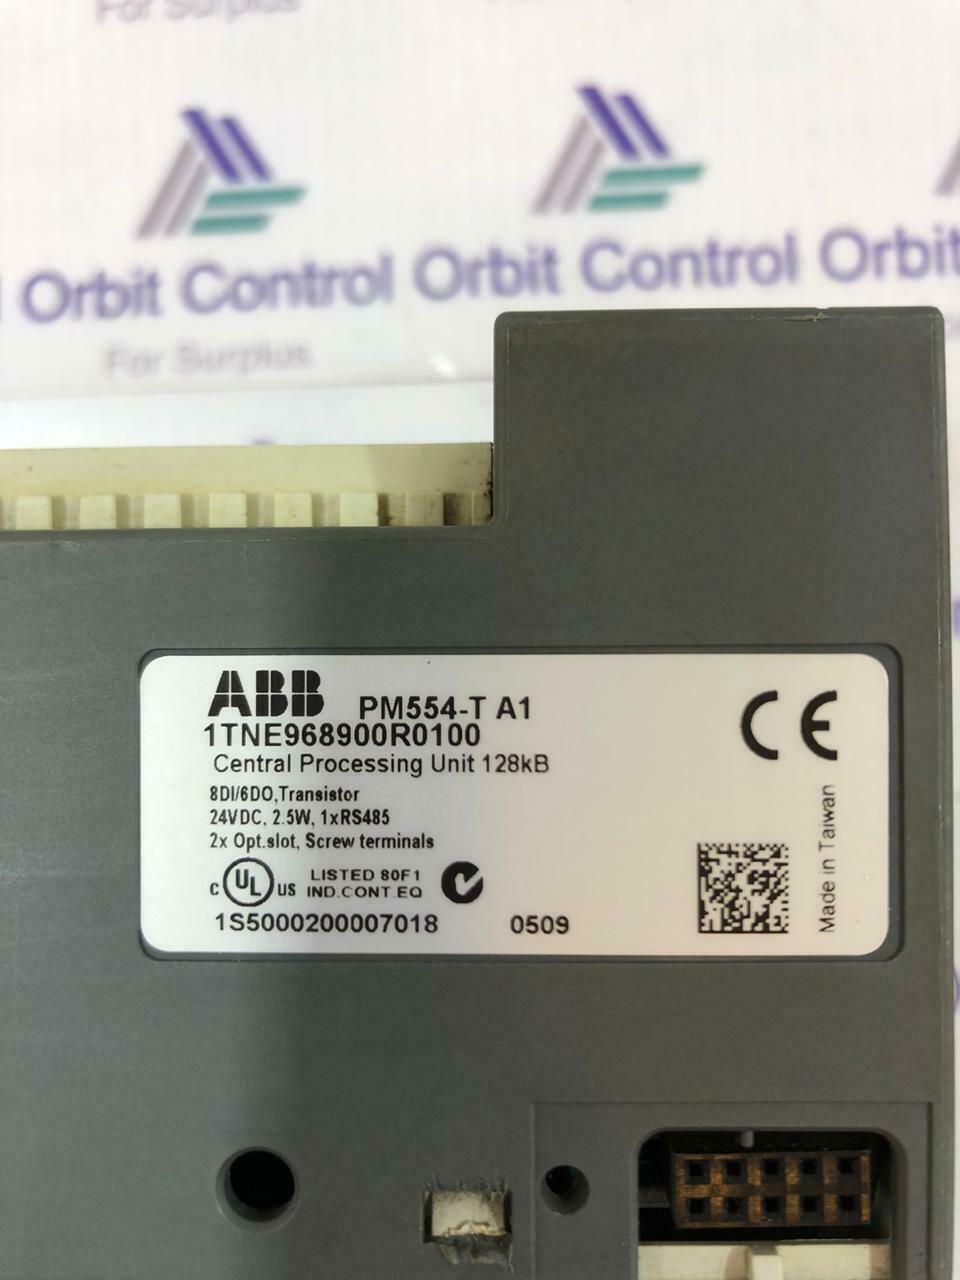 For Surplus
Orbit Control Orbit Control Orbit
For Surplus
ABB PM554-T A1
1TNE968900R0100
Central Processing Unit 128kB
8DI/6DO,Transistor
24VDC, 2.5W, 1xRS485
2x Opt.slot, Screw terminals
C UL US LISTED 80F1
IND.CONT.EQ
1S5000200007018 0509
CE
Made in Taiwan